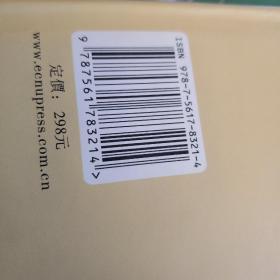 ISBN 978-7-5617-8321-4
9 787561 783214 >
定價：298元
www.ecnupress.com.cn